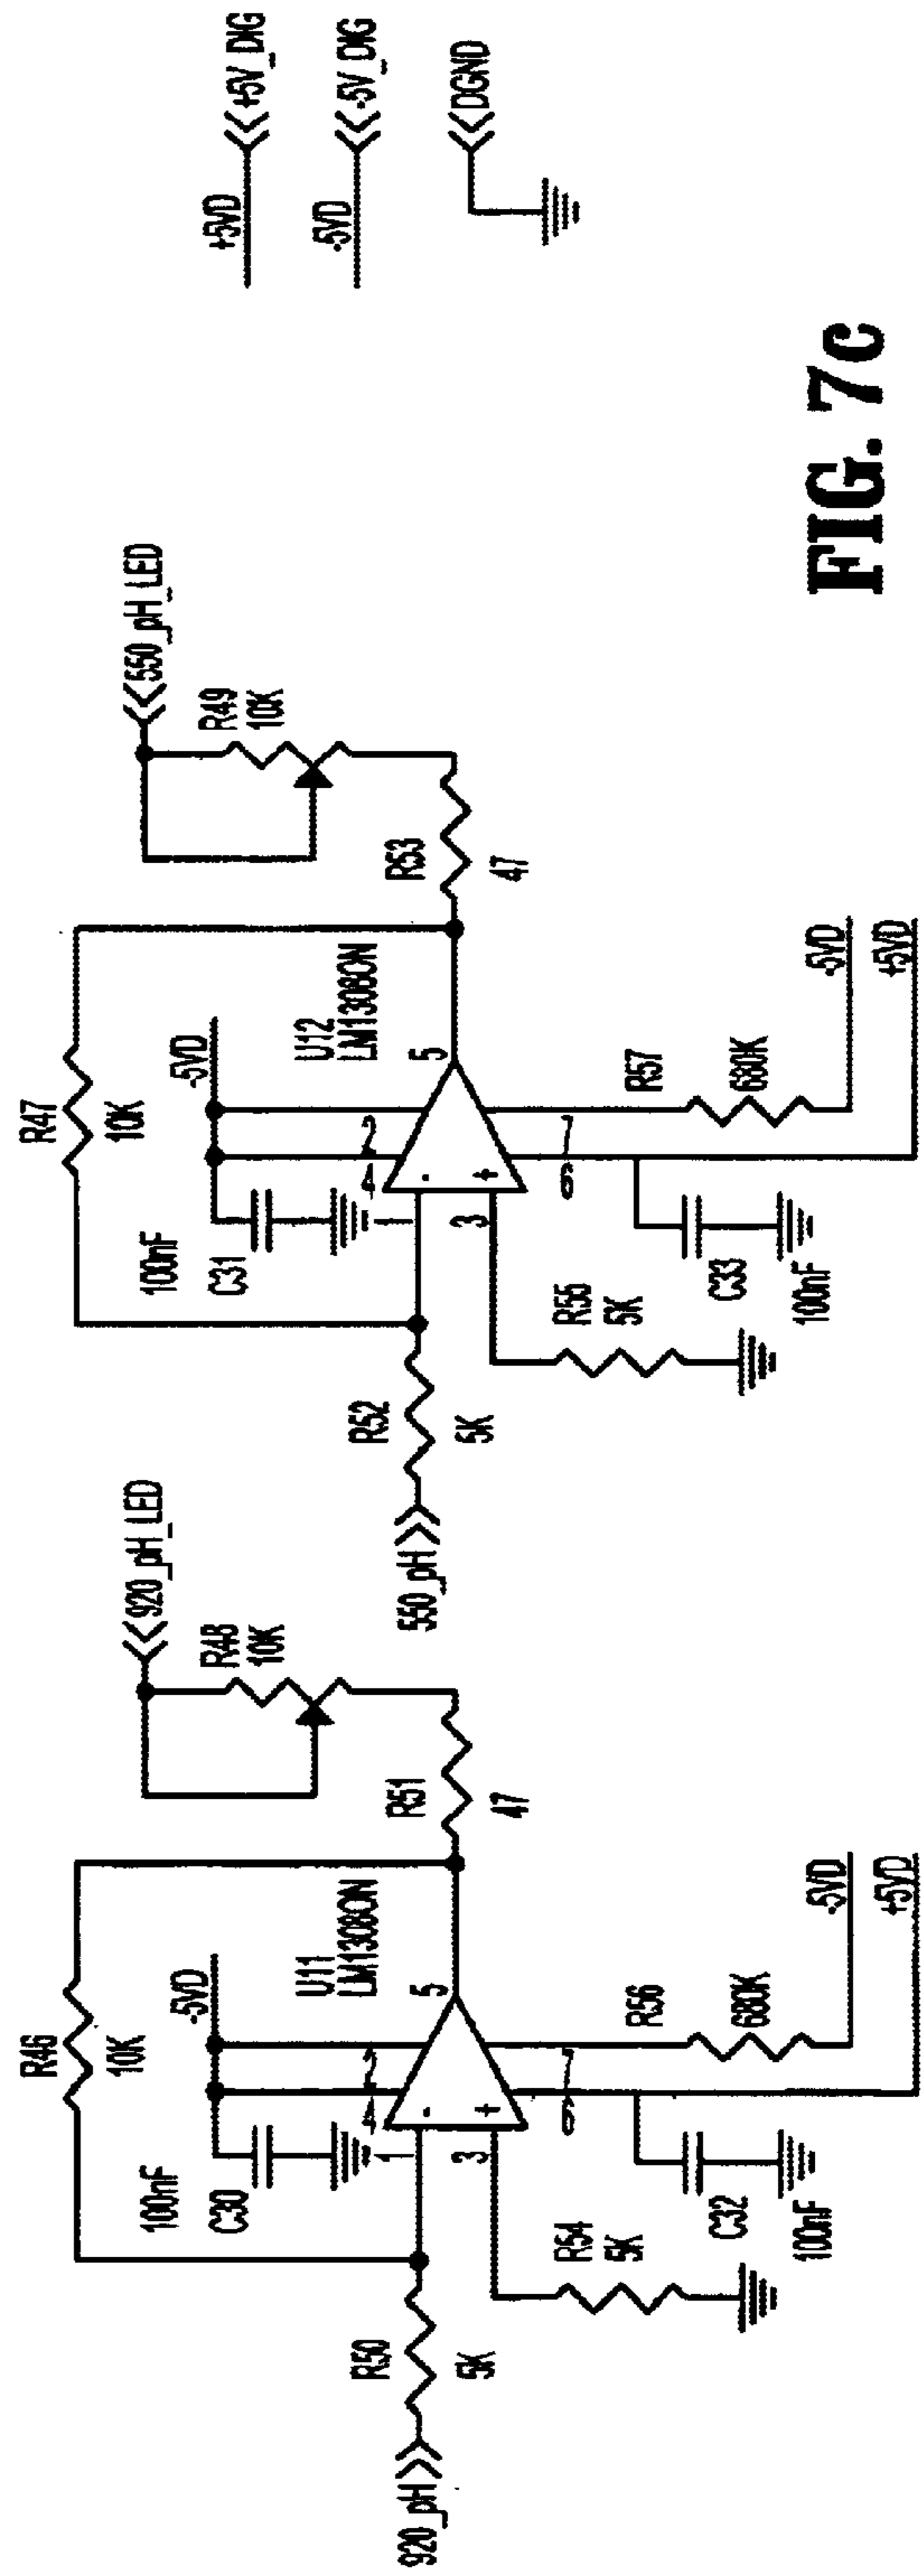 920_pH
R50
5K
R46
10K
100nF
C30
-5VD
U11
LM13080N
1
4
2
3
6
7
5
R54
5K
C32
100nF
R56
680K
-5VD
+5VD
R51
47
R48
10K
920_pH_LED
550_pH
R52
5K
R47
10K
100nF
C31
-5VD
U12
LM13080N
1
4
2
3
6
7
5
R55
5K
C33
100nF
R57
680K
-5VD
+5VD
R53
47
R49
10K
550_pH_LED
+5VD
+5V_DIG
-5VD
-5V_DIG
DGND
FIG. 7c